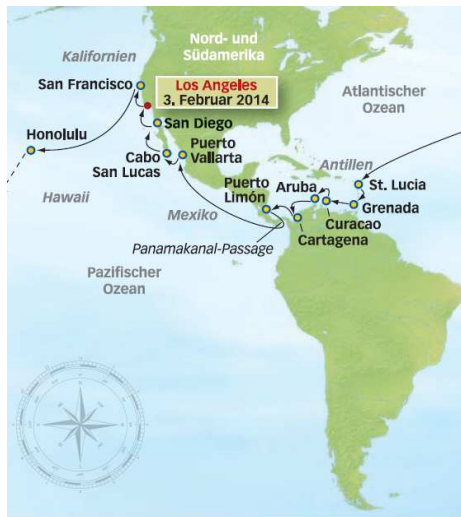 Nord- und
Südamerika
Kalifornien
San Francisco
Los Angeles
3. Februar 2014
Atlantischer
Ozean
San Diego
Honolulu
Puerto
Vallarta
Cabo
San Lucas
Antillen
Hawaii
Mexiko
Puerto
Limón
Aruba
St. Lucia
Grenada
Curacao
Cartagena
Panamakanal-Passage
Pazifischer
Ozean